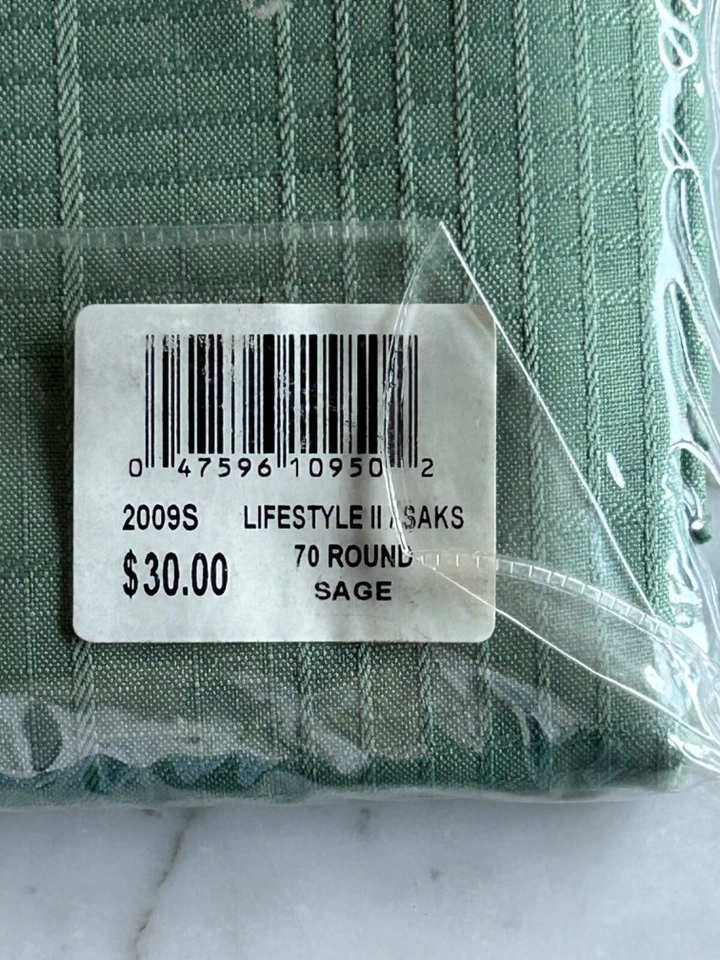 0 47596 10950 2
2009S LIFESTYLE II / SAKS
$30.00 70 ROUND
SAGE